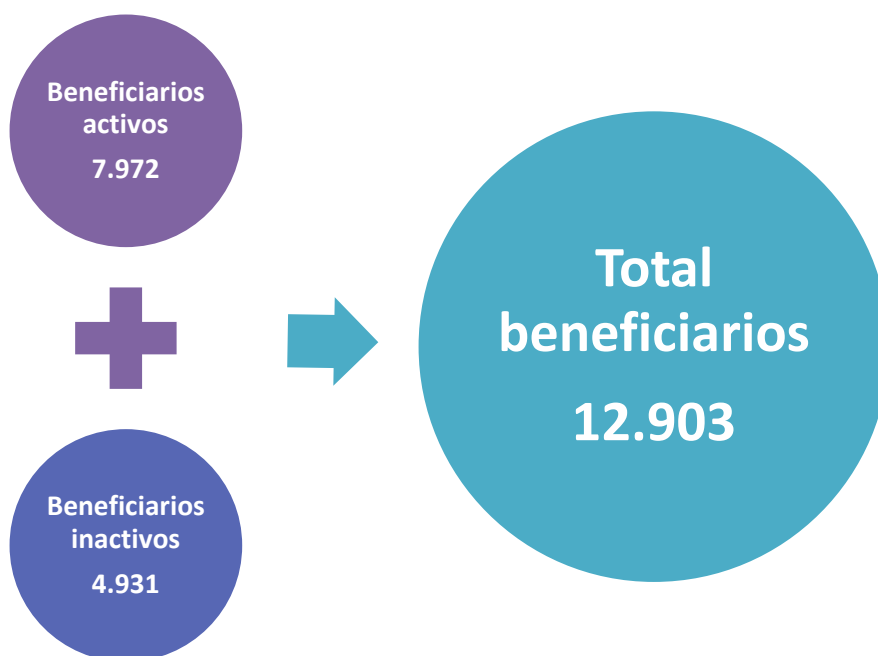 Beneficiarios
activos
7.972
Beneficiarios
inactivos
4.931
Total
beneficiarios
12.903